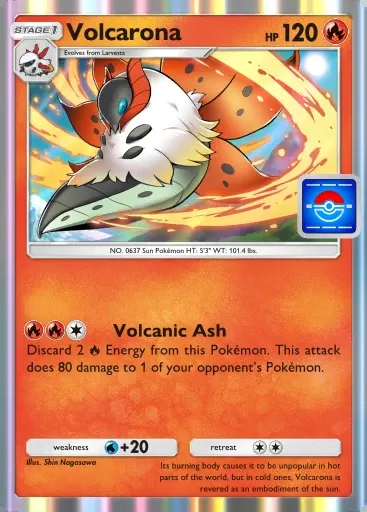 STAGE 1 Volcarona HP 120
Evolves from Larvesta
NO. 0637 Sun Pokémon HT: 5'3" WT: 101.4 lbs.
Volcanic Ash
Discard 2 Energy from this Pokémon. This attack
does 80 damage to 1 of your opponent's Pokémon.
weakness +20 retreat
Illus. Shin Nagasawa
Its burning body causes it to be unpopular in hot
parts of the world, but in cold ones, Volcarona is
revered as an embodiment of the sun.